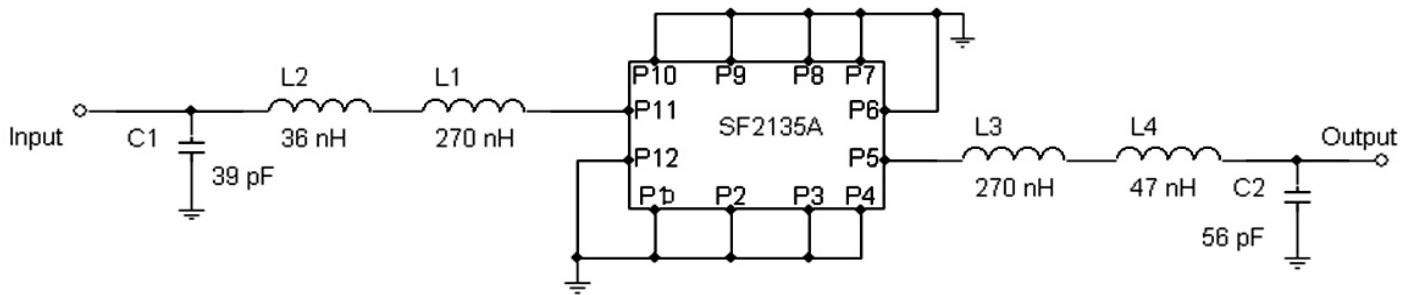 P10 P9 P8 P7
L2 L1
P11 P6
Input C1 36 nH 270 nH SF2135A L3 L4 Output
39 pF P12 P5
270 nH 47 nH C2
P1 P2 P3 P4
56 pF